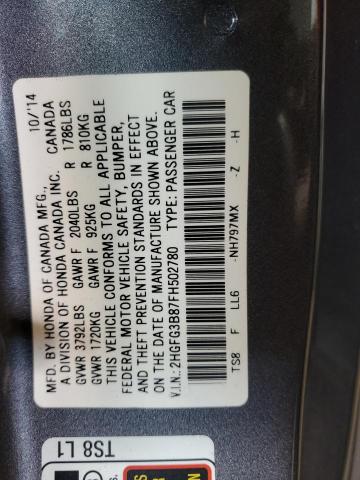 MFD. BY HONDA OF CANADA MFG., 10/'14
A DIVISION OF HONDA CANADA INC. CANADA
GVWR 3792LBS GAWR F 2040LBS R 1786LBS
GVWR 1720KG GAWR F 925KG R 810KG
THIS VEHICLE CONFORMS TO ALL APPLICABLE
FEDERAL MOTOR VEHICLE SAFETY, BUMPER,
AND THEFT PREVENTION STANDARDS IN EFFECT
ON THE DATE OF MANUFACTURE SHOWN ABOVE.
V.I.N.: 2HGFG3B87FH502780 TYPE: PASSENGER CAR
TS8 F LL6 -NH797MX -Z -H
TS8 L1